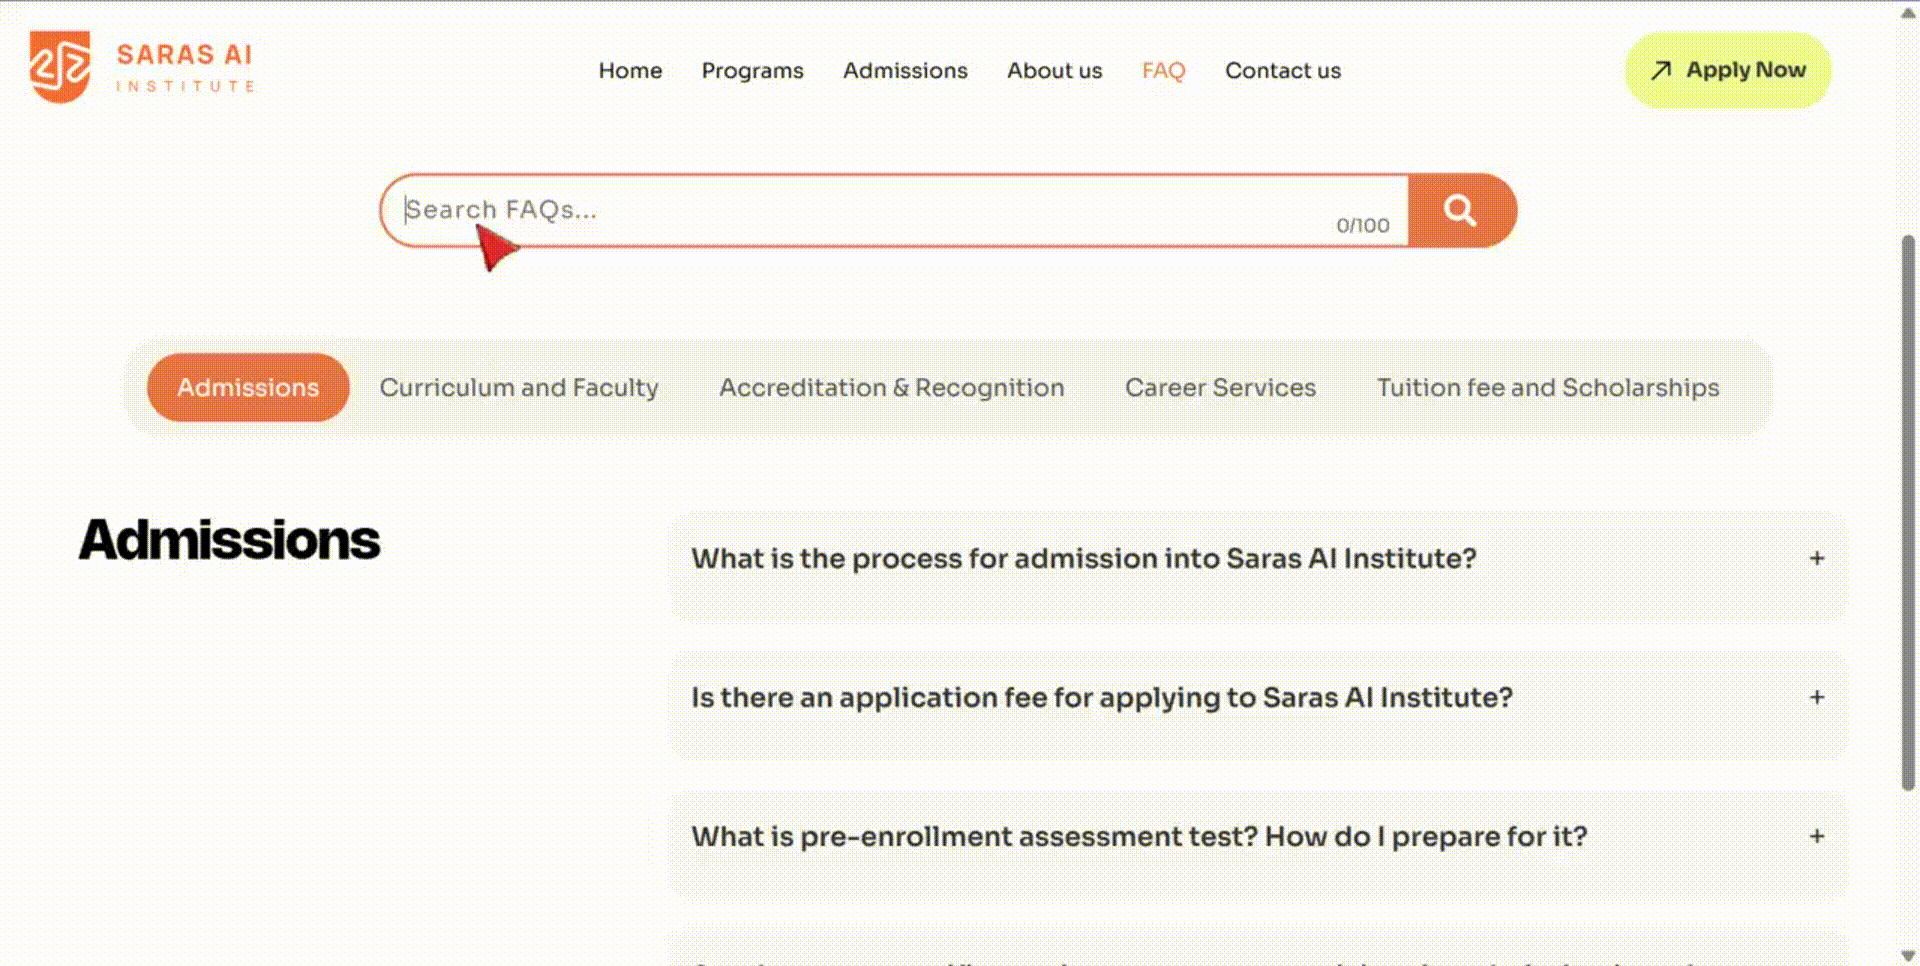 SARAS AI
INSTITUTE
Home Programs Admissions About us FAQ Contact us
Apply Now
Search FAQs...
0/100
Admissions Curriculum and Faculty Accreditation & Recognition Career Services Tuition fee and Scholarships
Admissions
What is the process for admission into Saras AI Institute? +
Is there an application fee for applying to Saras AI Institute? +
What is pre-enrollment assessment test? How do I prepare for it? +